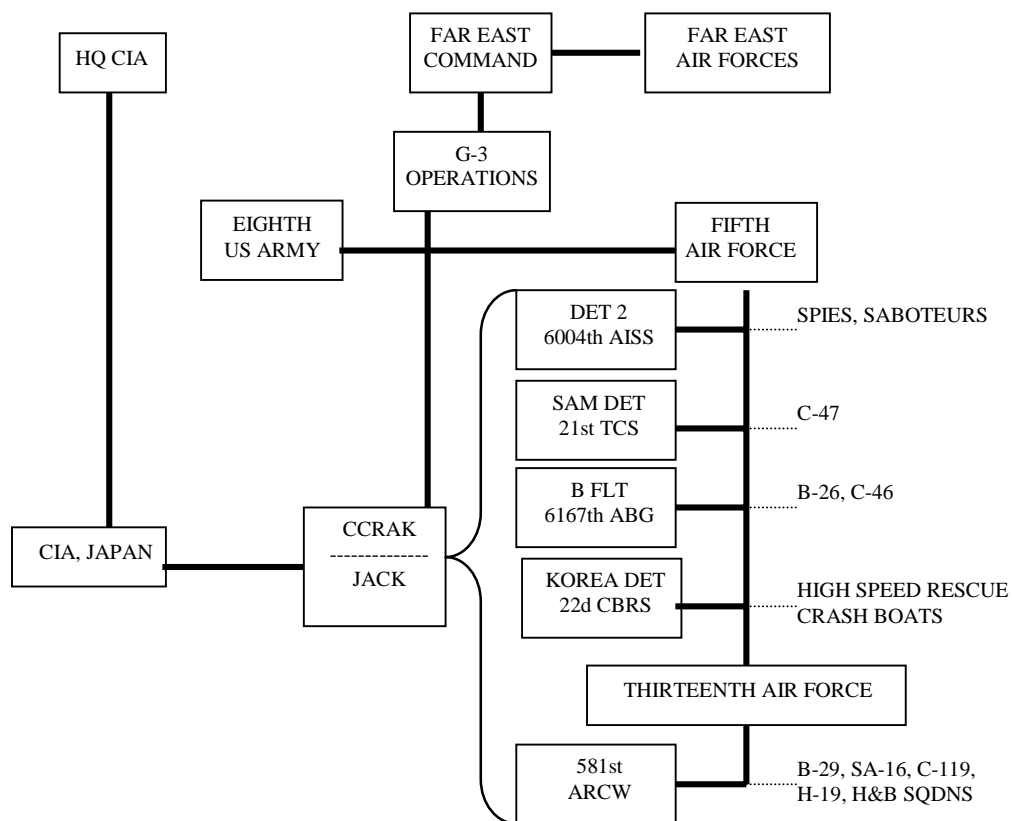 HQ CIA
FAR EAST
COMMAND
FAR EAST
AIR FORCES
G-3
OPERATIONS
EIGHTH
US ARMY
FIFTH
AIR FORCE
DET 2
6004th AISS
SPIES, SABOTEURS
SAM DET
21st TCS
C-47
B FLT
6167th ABG
B-26, C-46
CIA, JAPAN
CCRAK
---------------
JACK
KOREA DET
22d CBRS
HIGH SPEED RESCUE
CRASH BOATS
THIRTEENTH AIR FORCE
581st
ARCW
B-29, SA-16, C-119,
H-19, H&B SQDNS